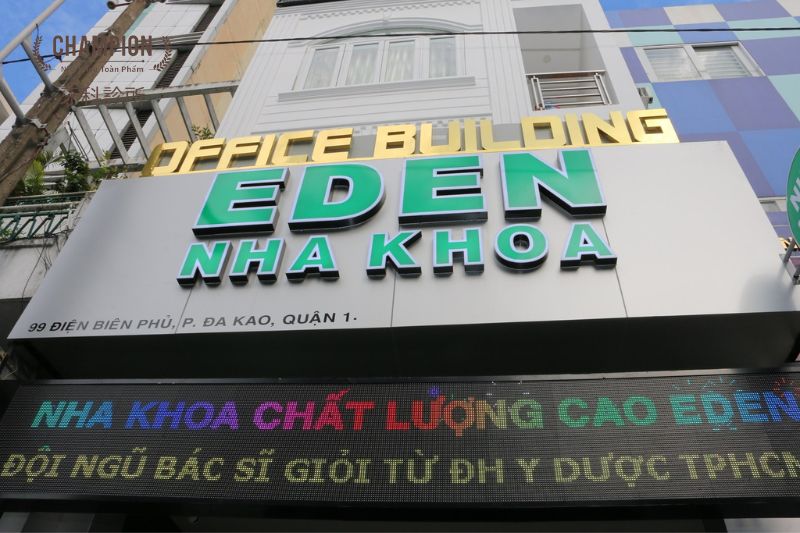 CHAMPION
OFFICE BUILDING
EDEN
NHA KHOA
99 ĐIỆN BIÊN PHỦ, P. ĐA KAO, QUẬN 1.
NHA KHOA CHẤT LƯỢNG CAO EDEN
ĐỘI NGŨ BÁC SĨ GIỎI TỪ ĐH Y DƯỢC TPHCM